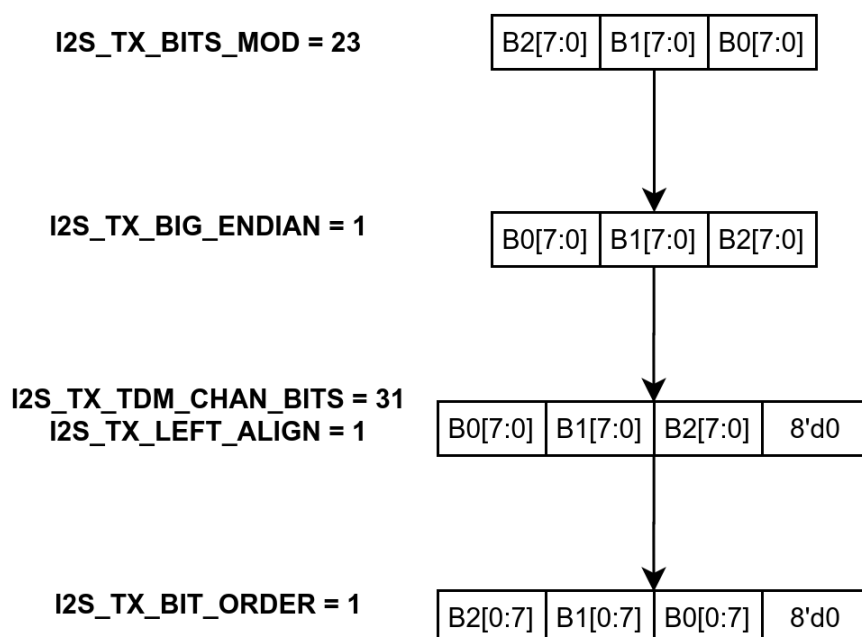 I2S_TX_BITS_MOD = 23
B2[7:0] B1[7:0] B0[7:0]
I2S_TX_BIG_ENDIAN = 1
B0[7:0] B1[7:0] B2[7:0]
I2S_TX_TDM_CHAN_BITS = 31
I2S_TX_LEFT_ALIGN = 1
B0[7:0] B1[7:0] B2[7:0] 8'd0
I2S_TX_BIT_ORDER = 1
B2[0:7] B1[0:7] B0[0:7] 8'd0